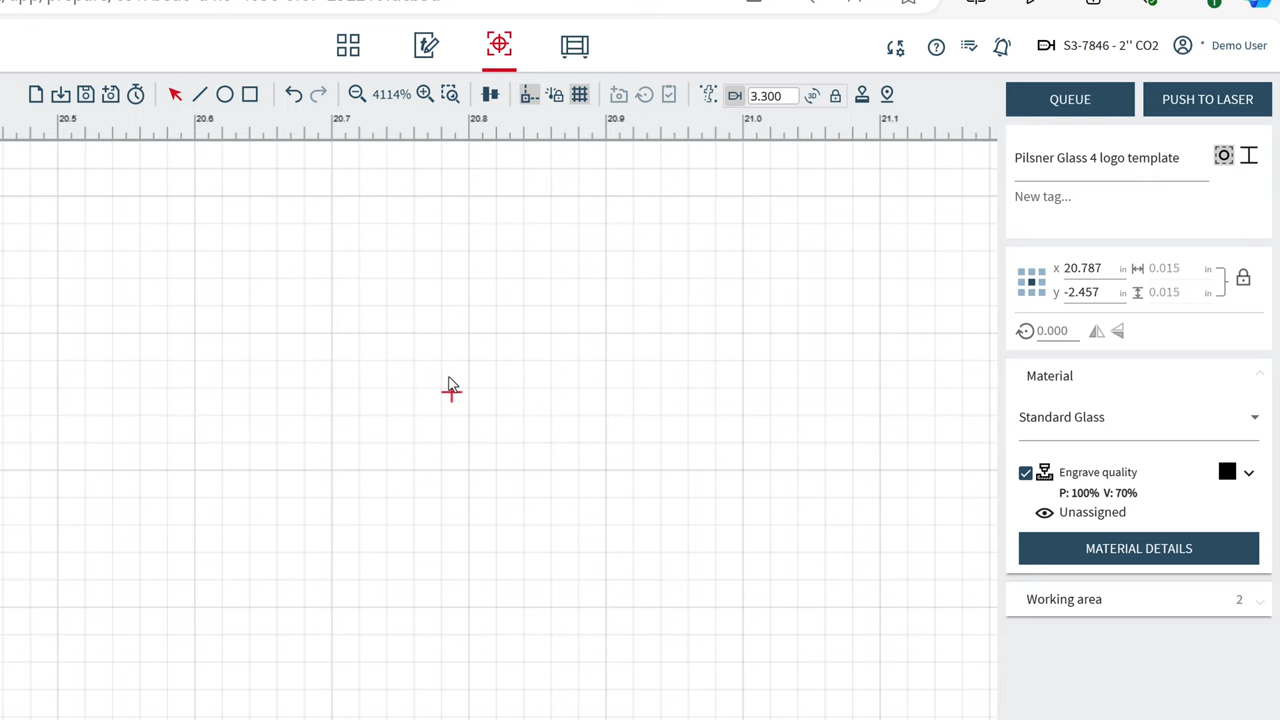 S3-7846 - 2'' CO2
Demo User
4114%
3.300
QUEUE
PUSH TO LASER
20.5
20.6
20.7
20.8
20.9
21.0
21.1
Pilsner Glass 4 logo template
New tag...
x 20.787 in 0.015 in
y -2.457 in 0.015 in
0.000
Material
Standard Glass
Engrave quality
P: 100% V: 70%
Unassigned
MATERIAL DETAILS
Working area 2